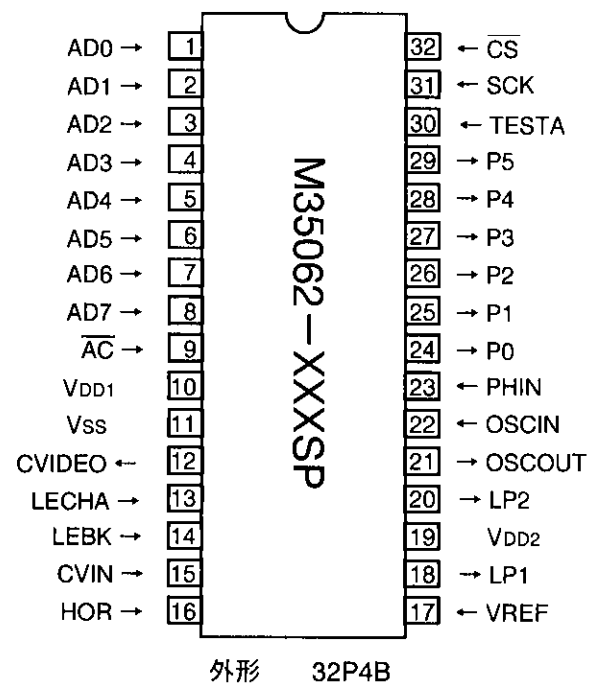 AD0 → 1
AD1 → 2
AD2 → 3
AD3 → 4
AD4 → 5
AD5 → 6
AD6 → 7
AD7 → 8
A̅C̅ → 9
VDD1 10
VSS 11
CVIDEO ← 12
LECHA → 13
LEBK → 14
CVIN → 15
HOR → 16
M35062-XXXSP
32 ← C̅S̅
31 ← SCK
30 ← TESTA
29 → P5
28 → P4
27 → P3
26 → P2
25 → P1
24 → P0
23 ← PHIN
22 ← OSCIN
21 → OSCOUT
20 → LP2
19 VDD2
18 → LP1
17 ← VREF
外形 32P4B